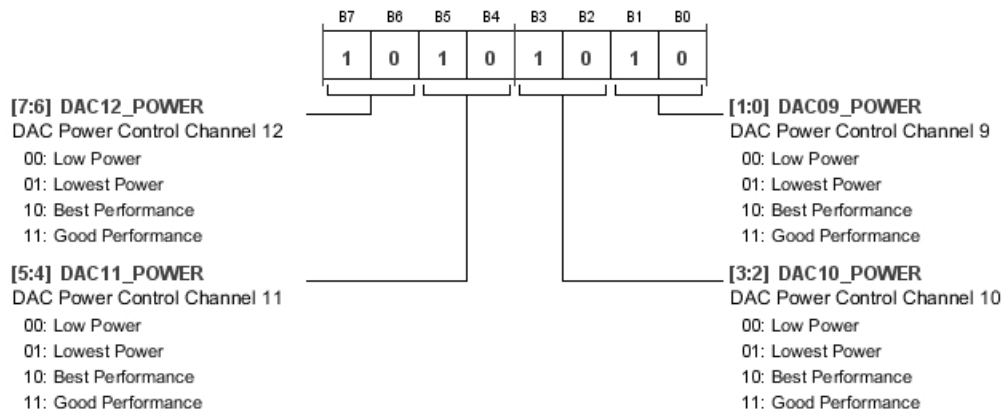 B7 B6 B5 B4 B3 B2 B1 B0
1 0 1 0 1 0 1 0
[7:6] DAC12_POWER
DAC Power Control Channel 12
00: Low Power
01: Lowest Power
10: Best Performance
11: Good Performance
[1:0] DAC09_POWER
DAC Power Control Channel 9
00: Low Power
01: Lowest Power
10: Best Performance
11: Good Performance
[5:4] DAC11_POWER
DAC Power Control Channel 11
00: Low Power
01: Lowest Power
10: Best Performance
11: Good Performance
[3:2] DAC10_POWER
DAC Power Control Channel 10
00: Low Power
01: Lowest Power
10: Best Performance
11: Good Performance